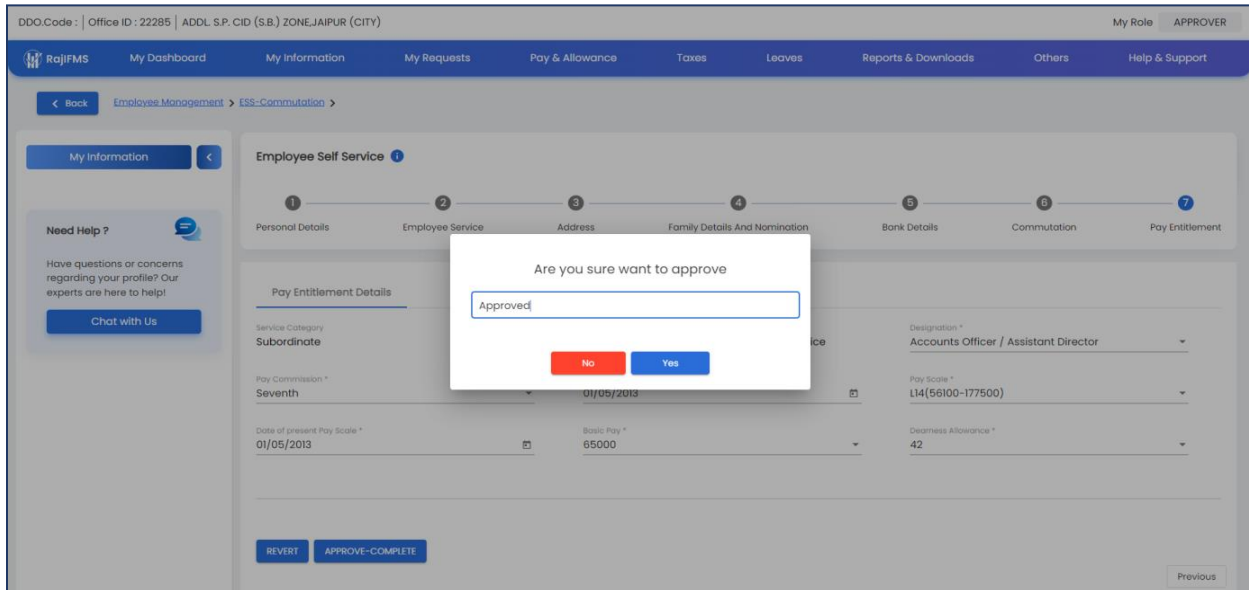 DDO.Code : | Office ID : 22285 | ADDL. S.P. CID (S.B.) ZONE,JAIPUR (CITY)
My Role APPROVER
RajIFMS My Dashboard My Information My Requests Pay & Allowance Taxes Leaves Reports & Downloads Others Help & Support
Back Employee Management > ESS-Commutation >
My Information
Employee Self Service
1 2 3 4 5 6 7
Personal Details Employee Service Address Family Details And Nomination Bank Details Commutation Pay Entitlement
Need Help ?
Have questions or concerns
regarding your profile? Our
experts are here to help!
Chat with Us
Are you sure want to approve
Approved
No Yes
Pay Entitlement Details
Service Category
Subordinate
ice
Designation *
Accounts Officer / Assistant Director
Pay Commission *
Seventh
01/05/2013
Pay Scale *
L14(56100-177500)
Date of present Pay Scale *
01/05/2013
Basic Pay *
65000
Dearness Allowance *
42
REVERT APPROVE-COMPLETE
Previous